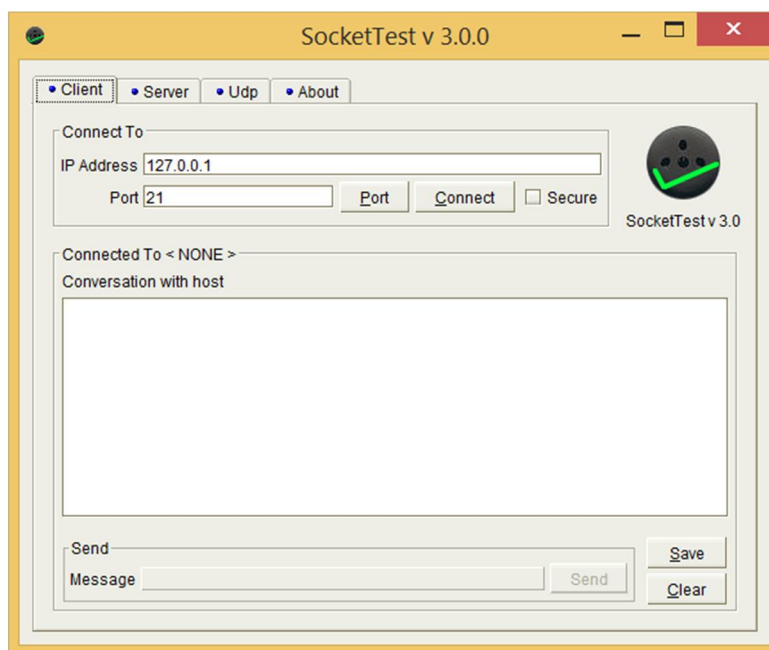 SocketTest v 3.0.0
Client Server Udp About
Connect To
IP Address 127.0.0.1
Port 21 Port Connect Secure
SocketTest v 3.0
Connected To < NONE >
Conversation with host
Send
Message Send
Save
Clear